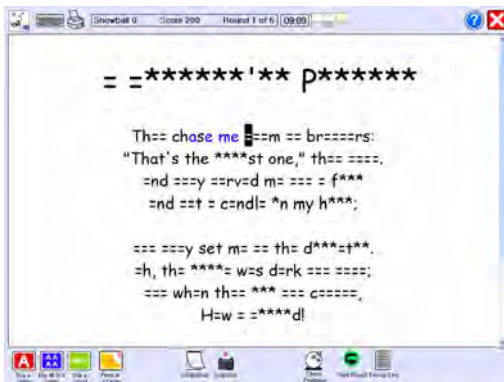 Snowball 0 Score 200 Round 1 of 6 09:09
= =******'** P******
Th== chase me ===m == br====rs:
"That's the ****st one," th== ====.
=nd ===y ==rv=d m= === = f***
=nd ==t = c=ndl= *n my h***;
=== ===y set m= == th= d***=t**.
=h, th= ****= w=s d=rk === ====;
=== wh=n th== *** === c=====,
H=w = =****d!